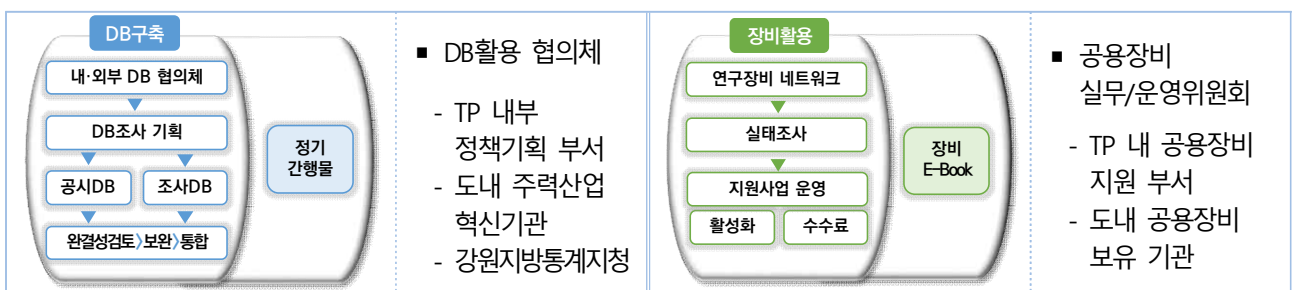 DB구축
내·외부 DB 협의체
DB조사 기획
공시DB 조사DB
완결성검토〉보완〉통합
정기
간행물
▪ DB활용 협의체
- TP 내부
정책기획 부서
- 도내 주력산업
혁신기관
- 강원지방통계지청
장비활용
연구장비 네트워크
실태조사
지원사업 운영
활성화 수수료
장비
E-Book
▪ 공용장비
실무/운영위원회
- TP 내 공용장비
지원 부서
- 도내 공용장비
보유 기관